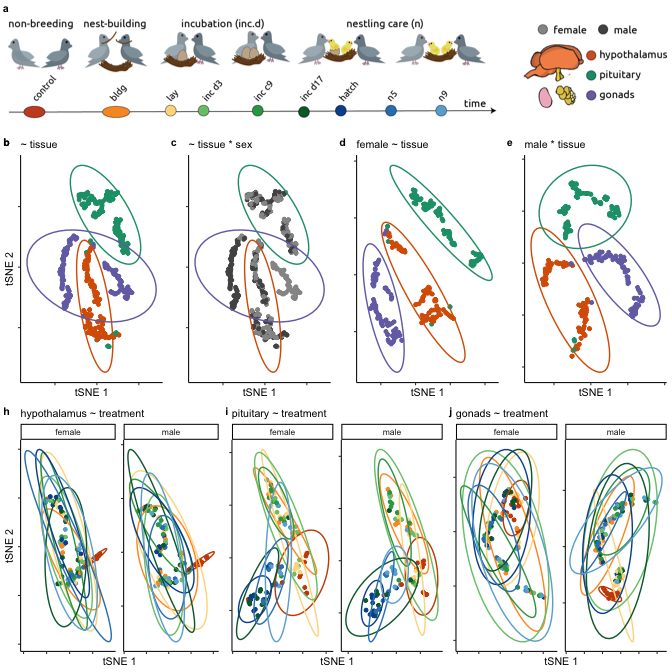 a
non-breeding nest-building incubation (inc.d) nestling care (n)
female male
hypothalamus
pituitary
gonads
control bldg lay inc d3 inc c9 inc d17 hatch n5 n9
time
b ~ tissue
c ~ tissue * sex
d female ~ tissue
e male * tissue
tSNE 2
tSNE 1 tSNE 1 tSNE 1 tSNE 1
h hypothalamus ~ treatment
i pituitary ~ treatment
j gonads ~ treatment
female male female male female male
tSNE 2
tSNE 1 tSNE 1 tSNE 1